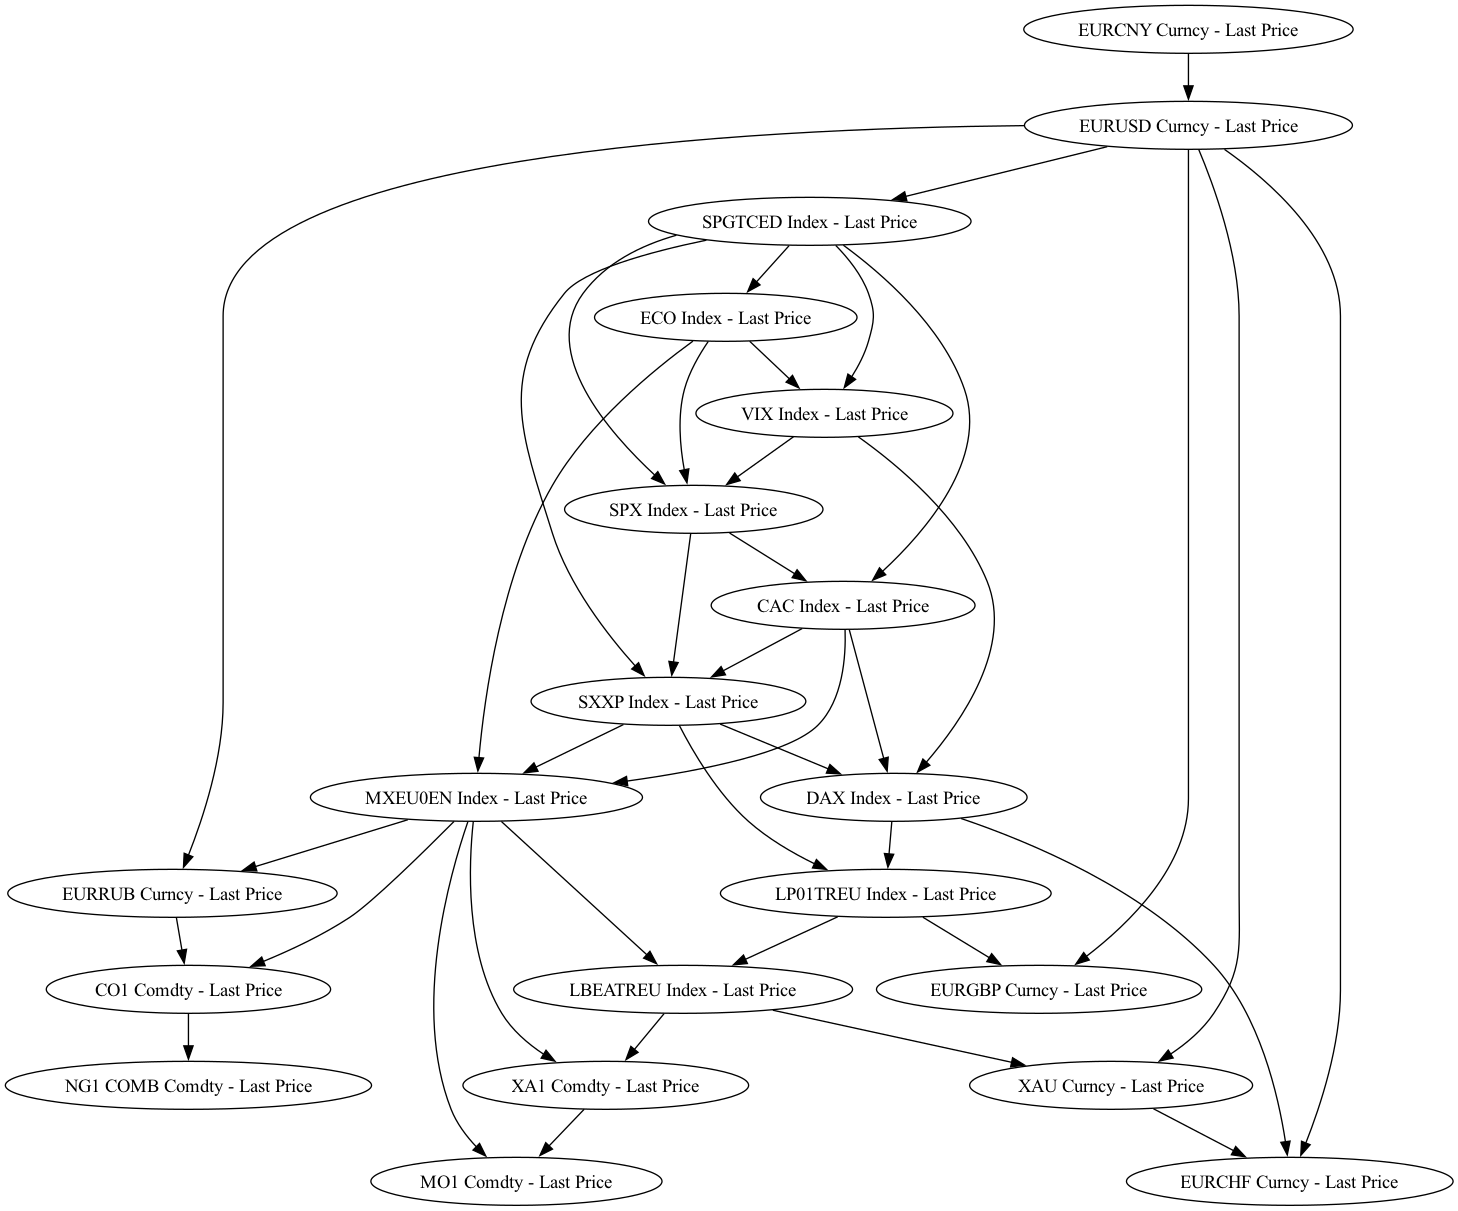 EURCNY Curncy - Last Price
EURUSD Curncy - Last Price
SPGTCED Index - Last Price
ECO Index - Last Price
VIX Index - Last Price
SPX Index - Last Price
CAC Index - Last Price
SXXP Index - Last Price
MXEU0EN Index - Last Price
DAX Index - Last Price
EURRUB Curncy - Last Price
LP01TREU Index - Last Price
CO1 Comdty - Last Price
LBEATREU Index - Last Price
EURGBP Curncy - Last Price
NG1 COMB Comdty - Last Price
XA1 Comdty - Last Price
XAU Curncy - Last Price
MO1 Comdty - Last Price
EURCHF Curncy - Last Price